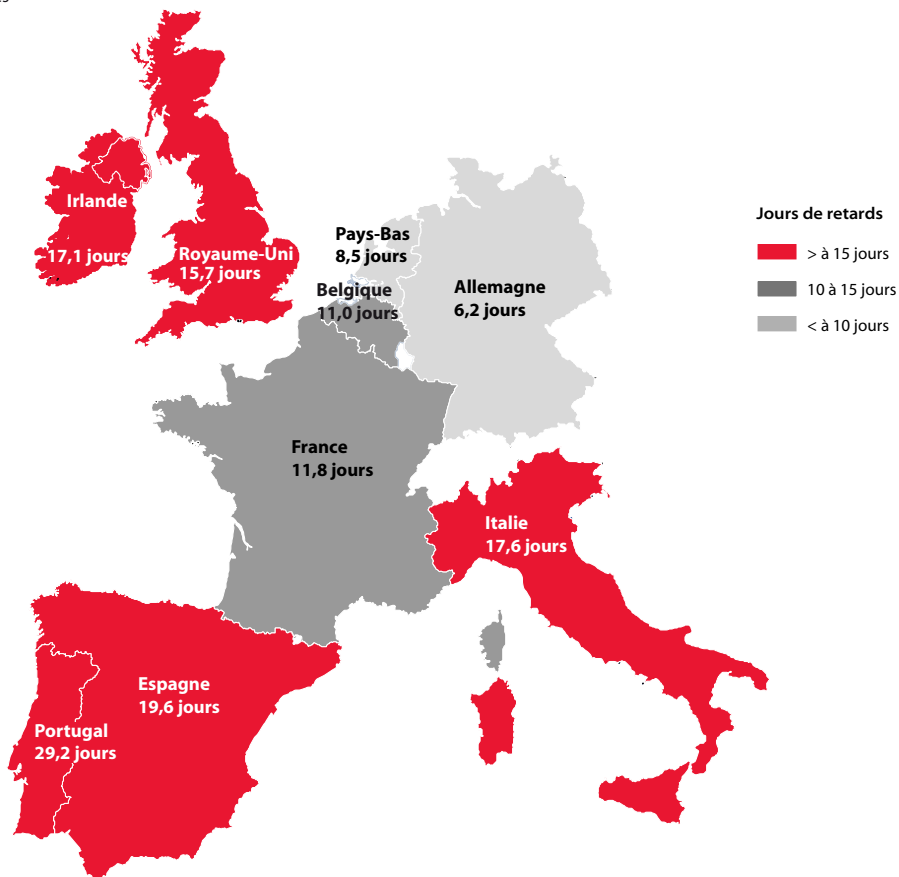 Irlande
17,1 jours
Royaume-Uni
15,7 jours
Pays-Bas
8,5 jours
Belgique
11,0 jours
Allemagne
6,2 jours
France
11,8 jours
Italie
17,6 jours
Espagne
19,6 jours
Portugal
29,2 jours
Jours de retards
> à 15 jours
10 à 15 jours
< à 10 jours